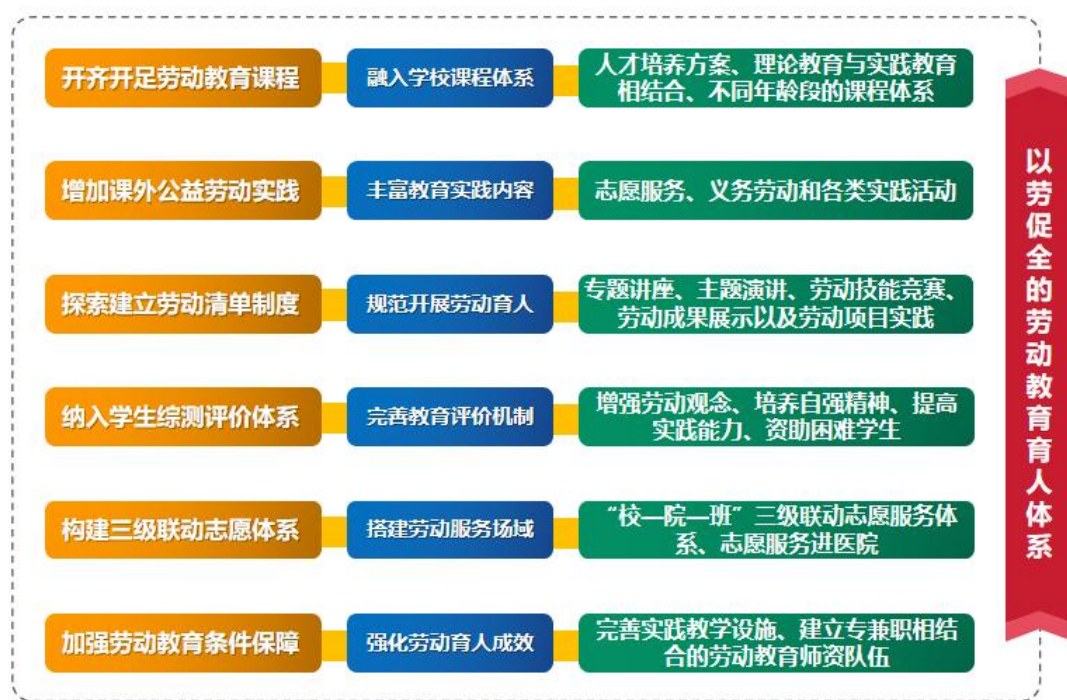 开齐开足劳动教育课程
融入学校课程体系
人才培养方案、理论教育与实践教育
相结合、不同年龄段的课程体系
增加课外公益劳动实践
丰富教育实践内容
志愿服务、义务劳动和各类实践活动
探索建立劳动清单制度
规范开展劳动育人
专题讲座、主题演讲、劳动技能竞赛、
劳动成果展示以及劳动项目实践
纳入学生综测评价体系
完善教育评价机制
增强劳动观念、培养自强精神、提高
实践能力、资助困难学生
构建三级联动志愿体系
搭建劳动服务场域
“校—院—班”三级联动志愿服务体
系、志愿服务进医院
加强劳动教育条件保障
强化劳动育人成效
完善实践教学设施、建立专兼职相结
合的劳动教育师资队伍
以劳促全的劳动教育育人体系